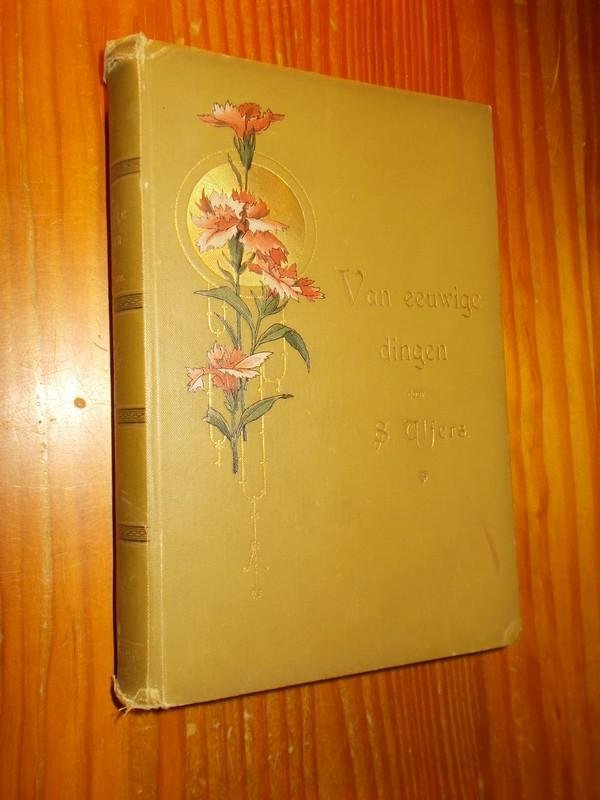 Van eeuwige
dingen
door
S. Ulfers.